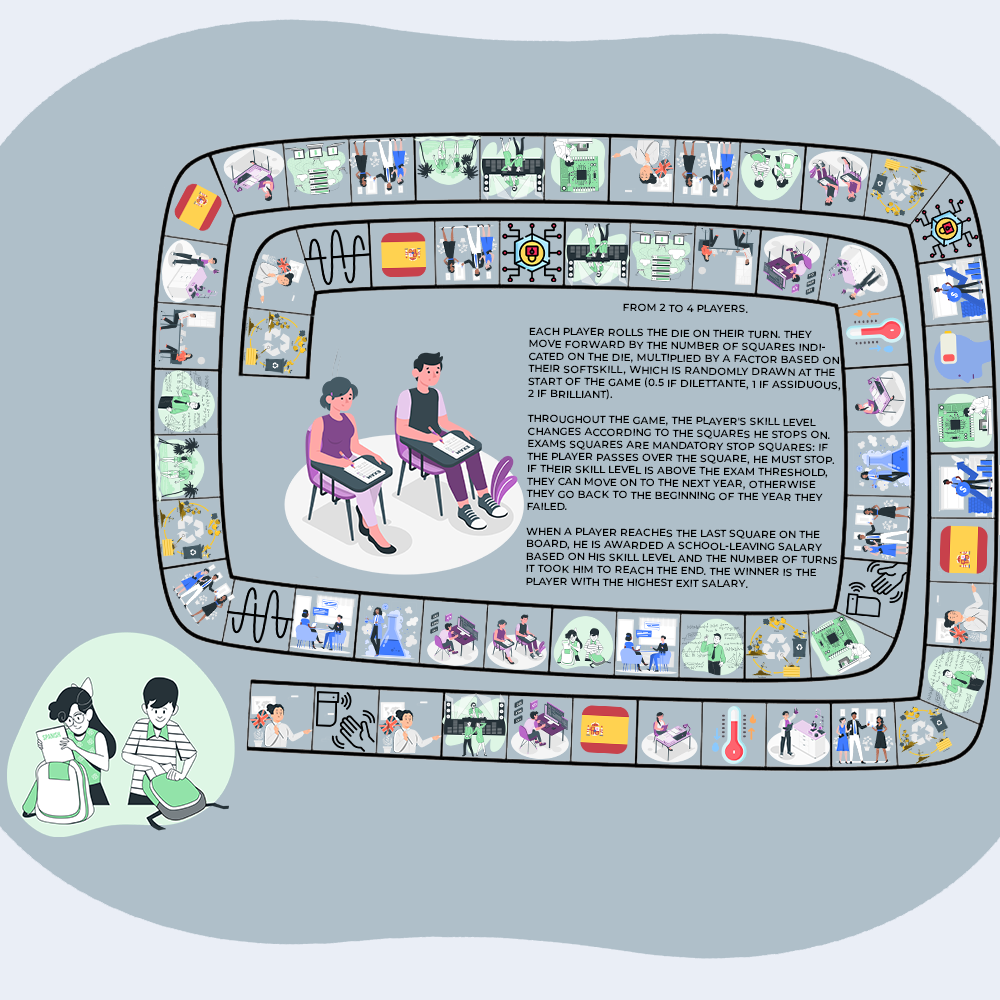 FROM 2 TO 4 PLAYERS.
EACH PLAYER ROLLS THE DIE ON THEIR TURN. THEY
MOVE FORWARD BY THE NUMBER OF SQUARES INDI-
CATED ON THE DIE, MULTIPLIED BY A FACTOR BASED ON
THEIR SOFTSKILL, WHICH IS RANDOMLY DRAWN AT THE
START OF THE GAME (0.5 IF DILETTANTE, 1 IF ASSIDUOUS,
2 IF BRILLIANT).
THROUGHOUT THE GAME, THE PLAYER'S SKILL LEVEL
CHANGES ACCORDING TO THE SQUARES HE STOPS ON.
EXAMS SQUARES ARE MANDATORY STOP SQUARES: IF
THE PLAYER PASSES OVER THE SQUARE, HE MUST STOP.
IF THEIR SKILL LEVEL IS ABOVE THE EXAM THRESHOLD,
THEY CAN MOVE ON TO THE NEXT YEAR, OTHERWISE
THEY GO BACK TO THE BEGINNING OF THE YEAR THEY
FAILED.
WHEN A PLAYER REACHES THE LAST SQUARE ON THE
BOARD, HE IS AWARDED A SCHOOL-LEAVING SALARY
BASED ON HIS SKILL LEVEL AND THE NUMBER OF TURNS
IT TOOK HIM TO REACH THE END. THE WINNER IS THE
PLAYER WITH THE HIGHEST EXIT SALARY.
EXAM
EXAM
SPANISH